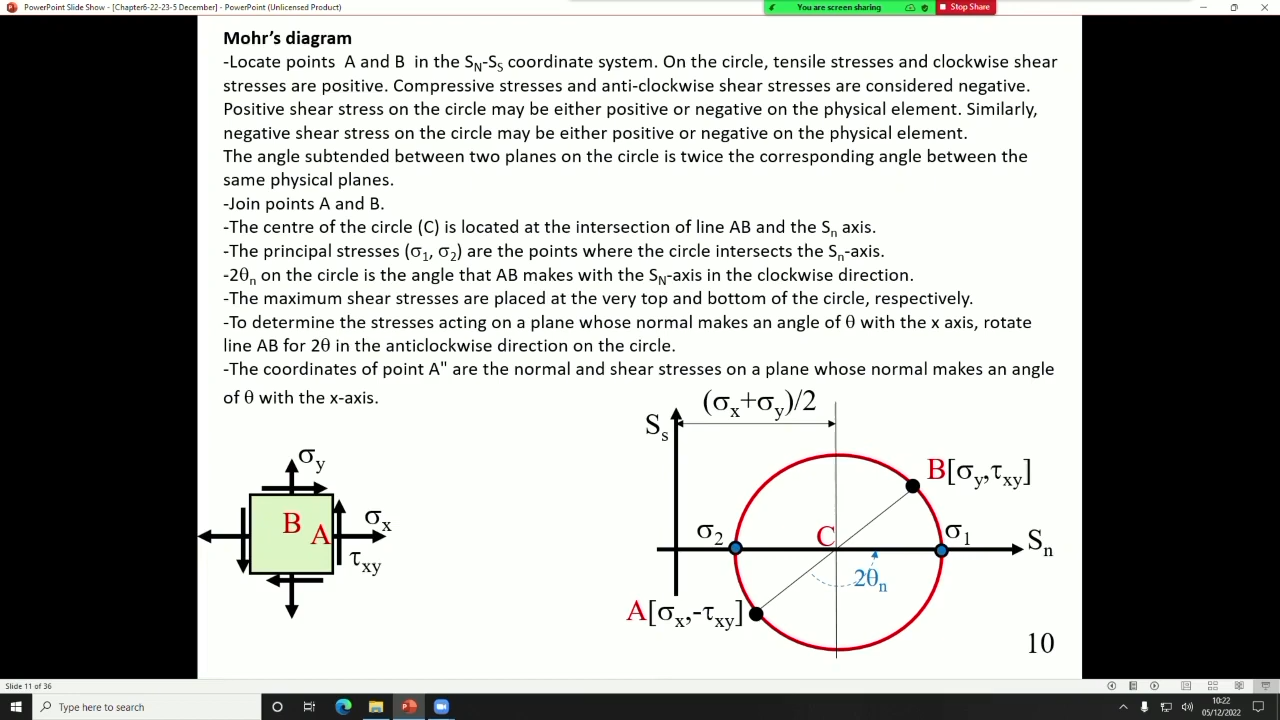 PowerPoint Slide Show - [Chapter6-22-23-5 December] - PowerPoint (Unlicensed Product)
You are screen sharing
Stop Share
Mohr's diagram
-Locate points A and B in the SN-SS coordinate system. On the circle, tensile stresses and clockwise shear
stresses are positive. Compressive stresses and anti-clockwise shear stresses are considered negative.
Positive shear stress on the circle may be either positive or negative on the physical element. Similarly,
negative shear stress on the circle may be either positive or negative on the physical element.
The angle subtended between two planes on the circle is twice the corresponding angle between the
same physical planes.
-Join points A and B.
-The centre of the circle (C) is located at the intersection of line AB and the Sn axis.
-The principal stresses (σ1, σ2) are the points where the circle intersects the Sn-axis.
-2θn on the circle is the angle that AB makes with the SN-axis in the clockwise direction.
-The maximum shear stresses are placed at the very top and bottom of the circle, respectively.
-To determine the stresses acting on a plane whose normal makes an angle of θ with the x axis, rotate
line AB for 2θ in the anticlockwise direction on the circle.
-The coordinates of point A" are the normal and shear stresses on a plane whose normal makes an angle
of θ with the x-axis.
σy
B
A
σx
τxy
(σx+σy)/2
Ss
B[σy,τxy]
σ2
C
σ1
Sn
2θn
A[σx,-τxy]
10
Slide 11 of 36
Type here to search
10:22
05/12/2022